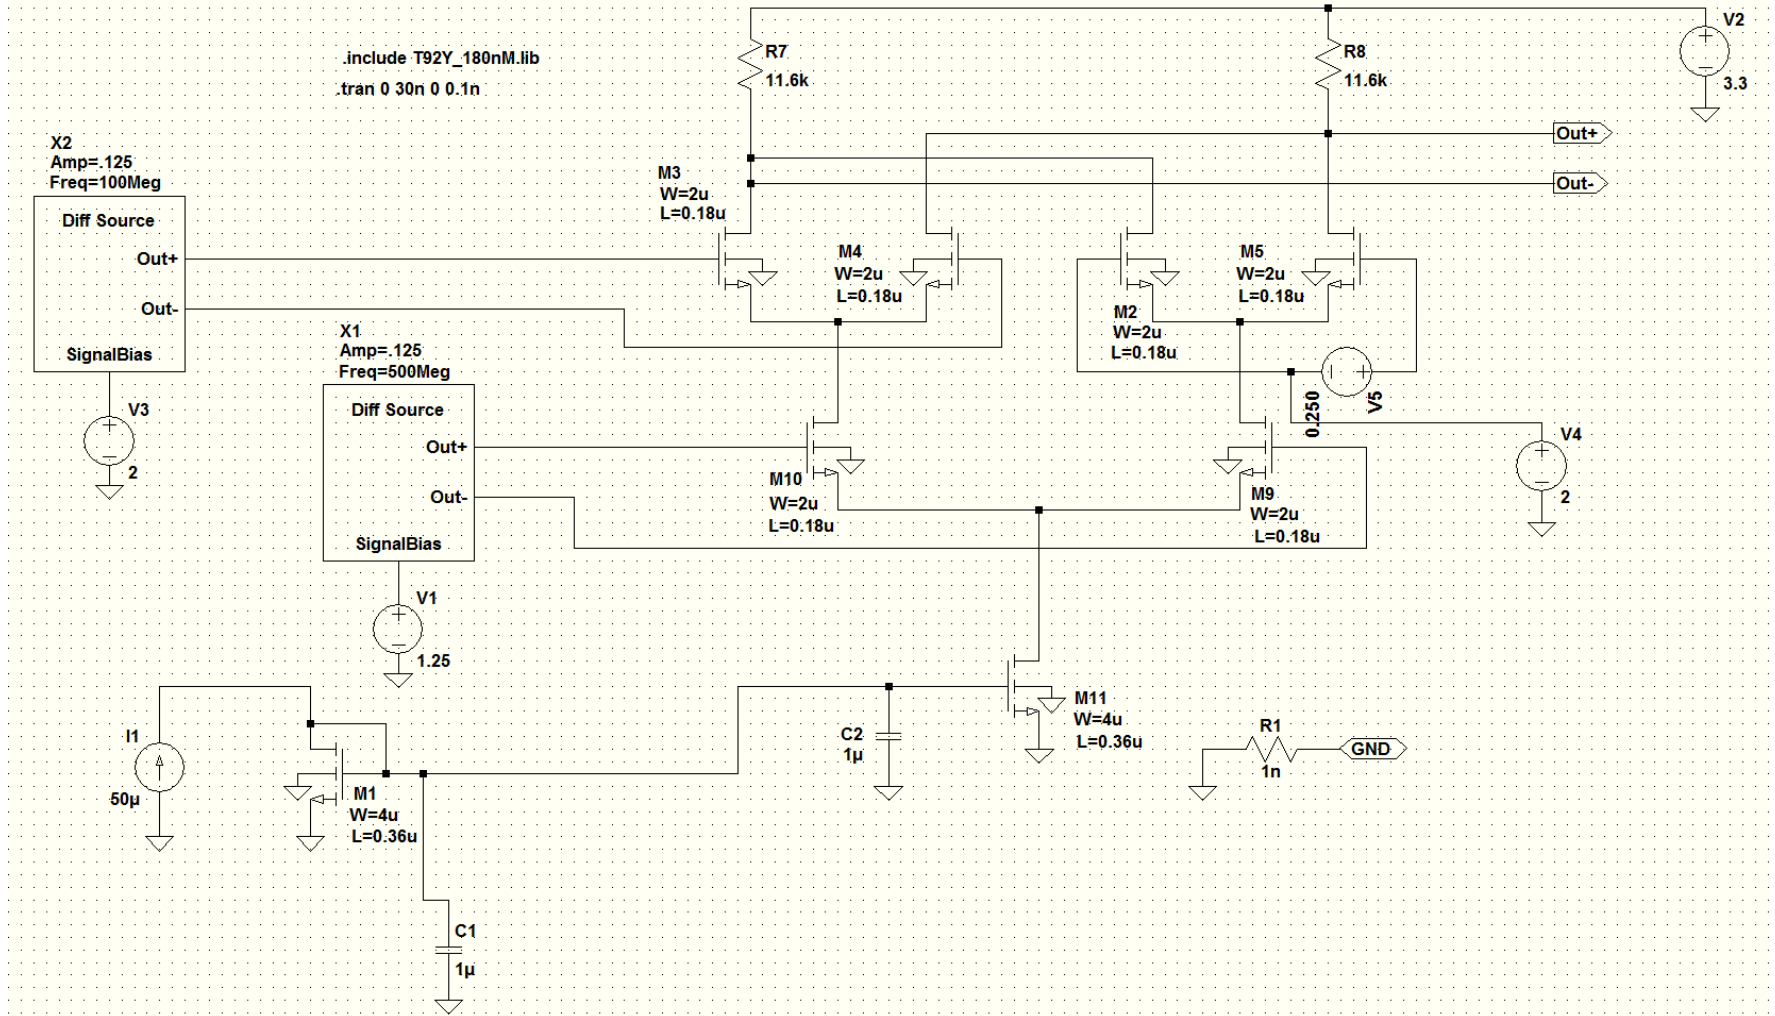 .include T92Y_180nM.lib
.tran 0 30n 0 0.1n
R7
11.6k
R8
11.6k
V2
3.3
Out+
Out-
X2
Amp=.125
Freq=100Meg
Diff Source
Out+
Out-
SignalBias
V3
2
X1
Amp=.125
Freq=500Meg
Diff Source
Out+
Out-
SignalBias
V1
1.25
M3
W=2u
L=0.18u
M4
W=2u
L=0.18u
M5
W=2u
L=0.18u
M2
W=2u
L=0.18u
0.250
V5
V4
2
M10
W=2u
L=0.18u
M9
W=2u
L=0.18u
I1
50µ
M1
W=4u
L=0.36u
C2
1µ
M11
W=4u
L=0.36u
R1
1n
GND
C1
1µ